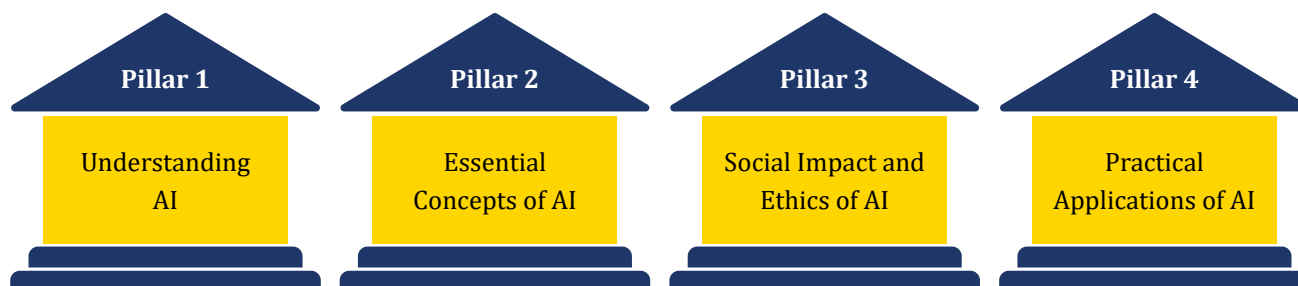 Pillar 1
Understanding
AI
Pillar 2
Essential
Concepts of AI
Pillar 3
Social Impact and
Ethics of AI
Pillar 4
Practical
Applications of AI